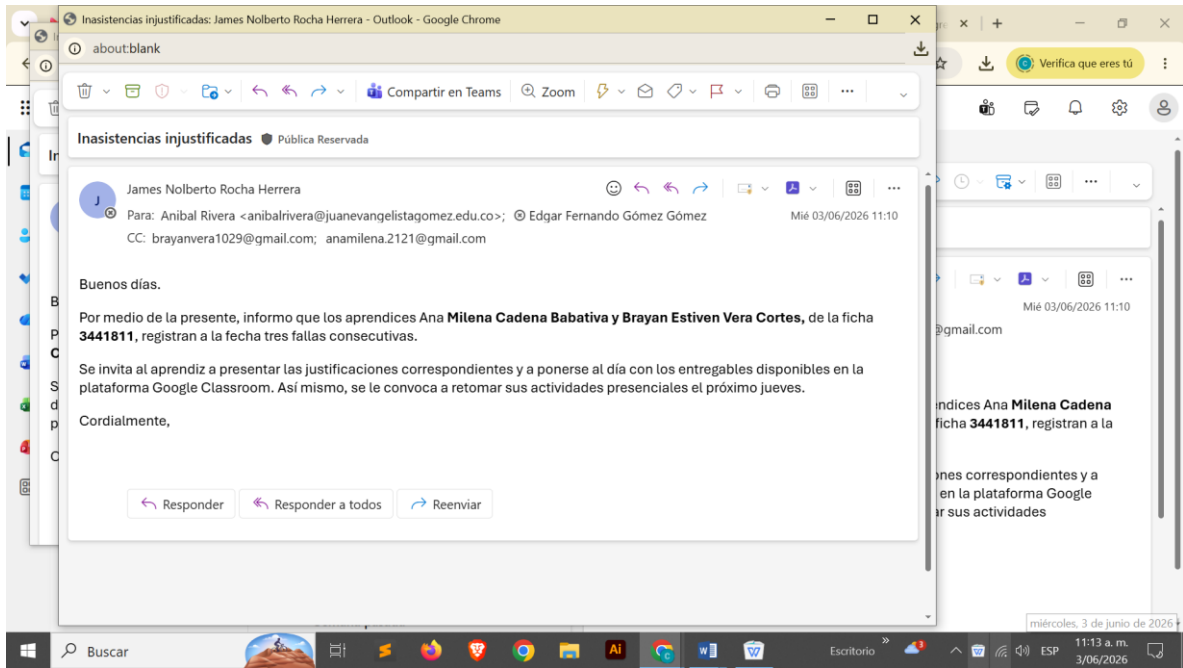 Inasistencias injustificadas: James Nolberto Rocha Herrera - Outlook - Google Chrome
about:blank
Verifica que eres tú
Compartir en Teams
Zoom
Inasistencias injustificadas
Pública Reservada
J
James Nolberto Rocha Herrera
Para: Anibal Rivera <anibalrivera@juanevangelistagomez.edu.co>; Edgar Fernando Gómez Gómez
Mié 03/06/2026 11:10
CC: brayanvera1029@gmail.com; anamilena.2121@gmail.com
Buenos días.
Por medio de la presente, informo que los aprendices Ana Milena Cadena Babativa y Brayan Estiven Vera Cortes, de la ficha
3441811, registran a la fecha tres fallas consecutivas.
Se invita al aprendiz a presentar las justificaciones correspondientes y a ponerse al día con los entregables disponibles en la
plataforma Google Classroom. Así mismo, se le convoca a retomar sus actividades presenciales el próximo jueves.
Cordialmente,
Responder
Responder a todos
Reenviar
Mié 03/06/2026 11:10
@gmail.com
ndices Ana Milena Cadena
ficha 3441811, registran a la
ones correspondientes y a
en la plataforma Google
ar sus actividades
miércoles, 3 de junio de 2026
Buscar
Ai
Escritorio
ESP
11:13 a. m.
3/06/2026